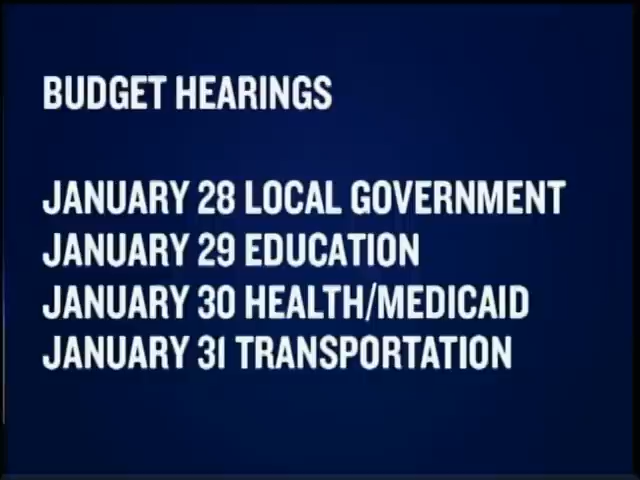 BUDGET HEARINGS
JANUARY 28 LOCAL GOVERNMENT
JANUARY 29 EDUCATION
JANUARY 30 HEALTH/MEDICAID
JANUARY 31 TRANSPORTATION